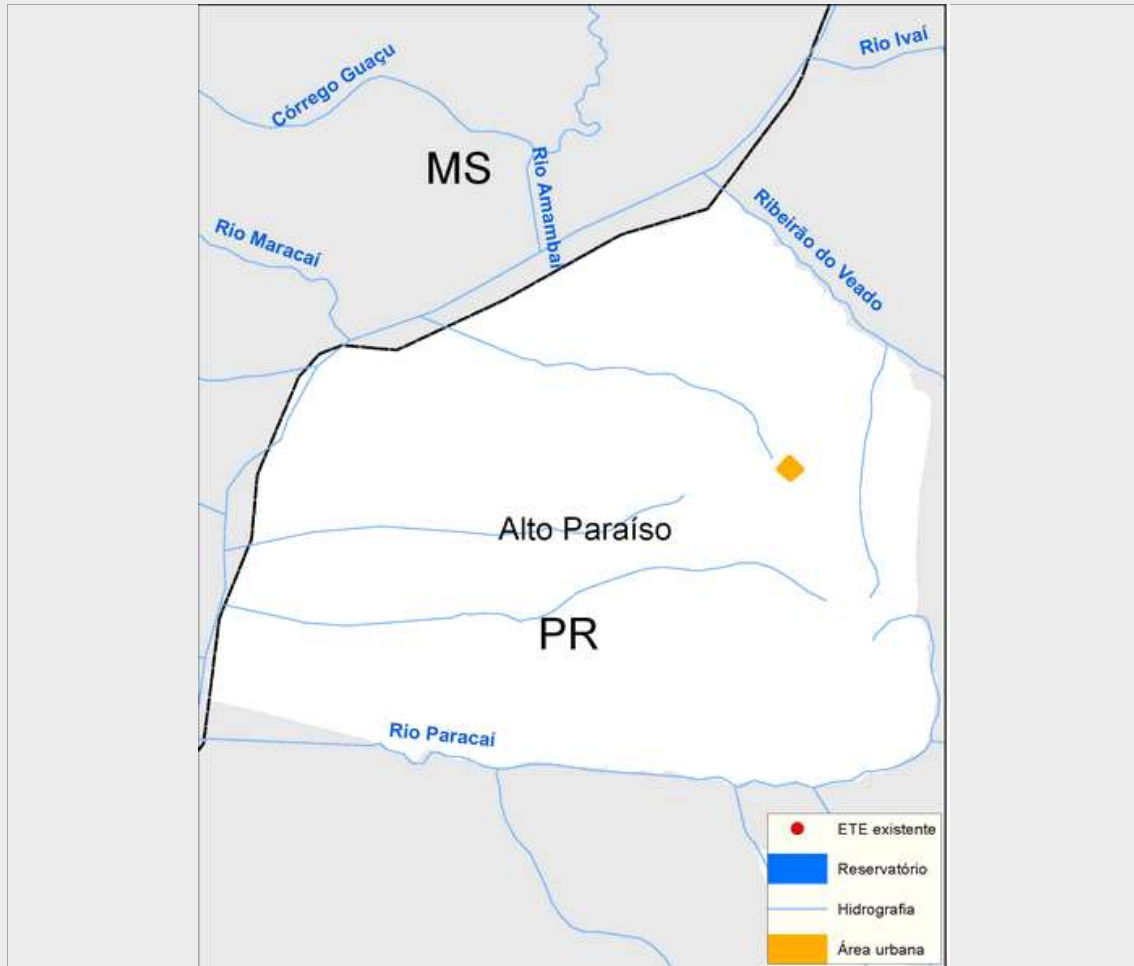 Rio Ivaí
Córrego Guaçu
MS
Rio Amambaí
Ribeirão do Veado
Rio Maracaí
Alto Paraíso
PR
Rio Paracaí
ETE existente
Reservatório
Hidrografia
Área urbana